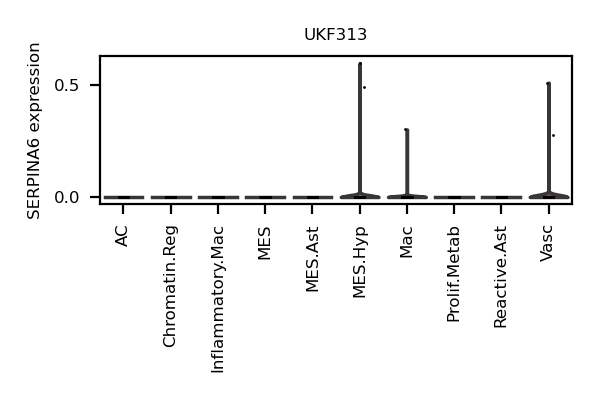 UKF313
SERPINA6 expression
0.5
0.0
AC
Chromatin.Reg
Inflammatory.Mac
MES
MES.Ast
MES.Hyp
Mac
Prolif.Metab
Reactive.Ast
Vasc